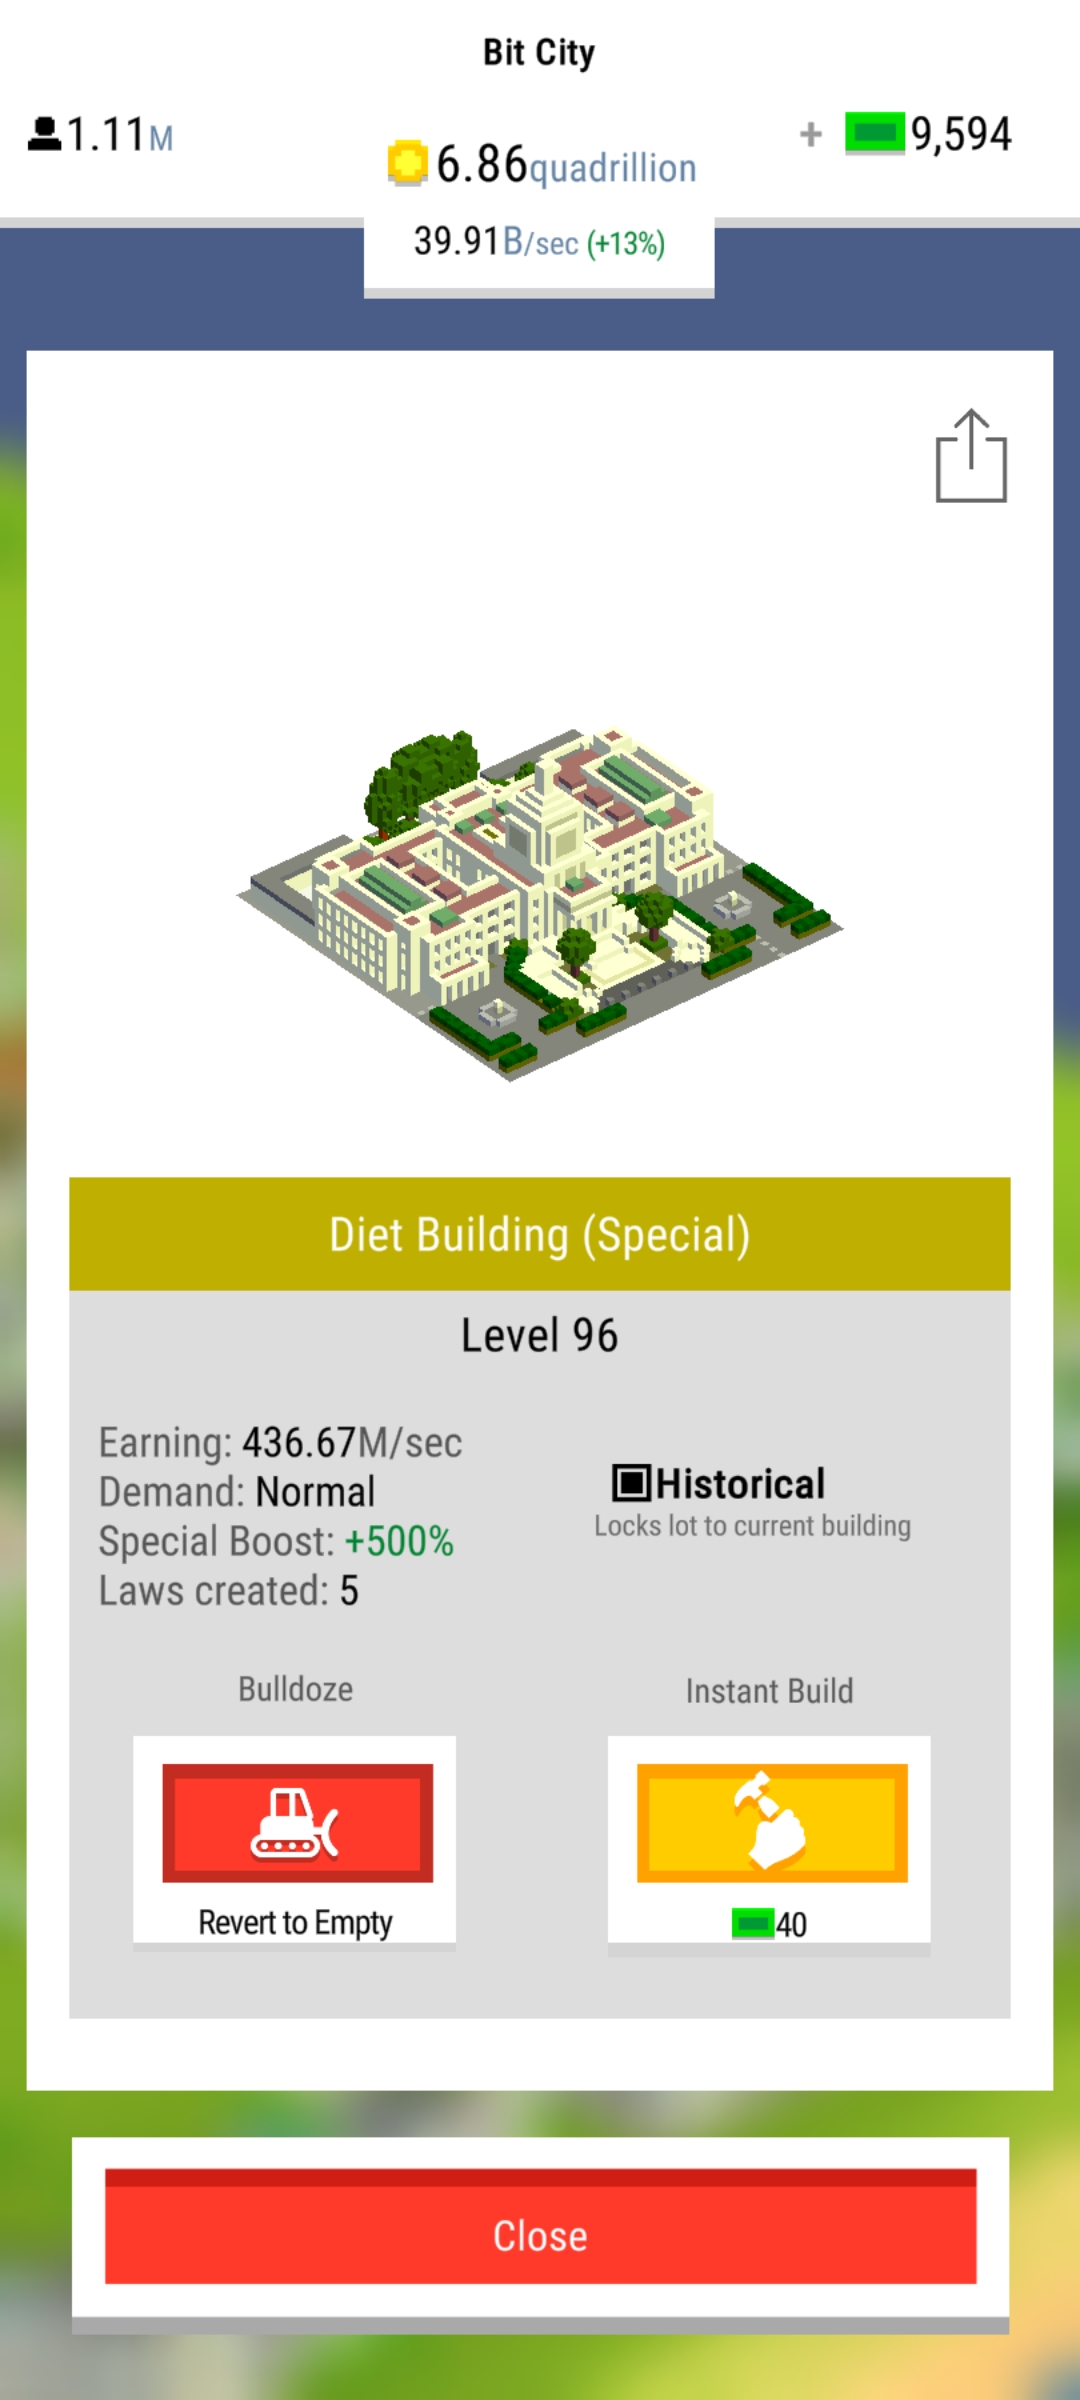 Bit City
1.11M
6.86quadrillion
+ 9,594
39.91B/sec (+13%)
Diet Building (Special)
Level 96
Earning: 436.67M/sec
Demand: Normal
Special Boost: +500%
Laws created: 5
Historical
Locks lot to current building
Bulldoze
Instant Build
Revert to Empty
40
Close